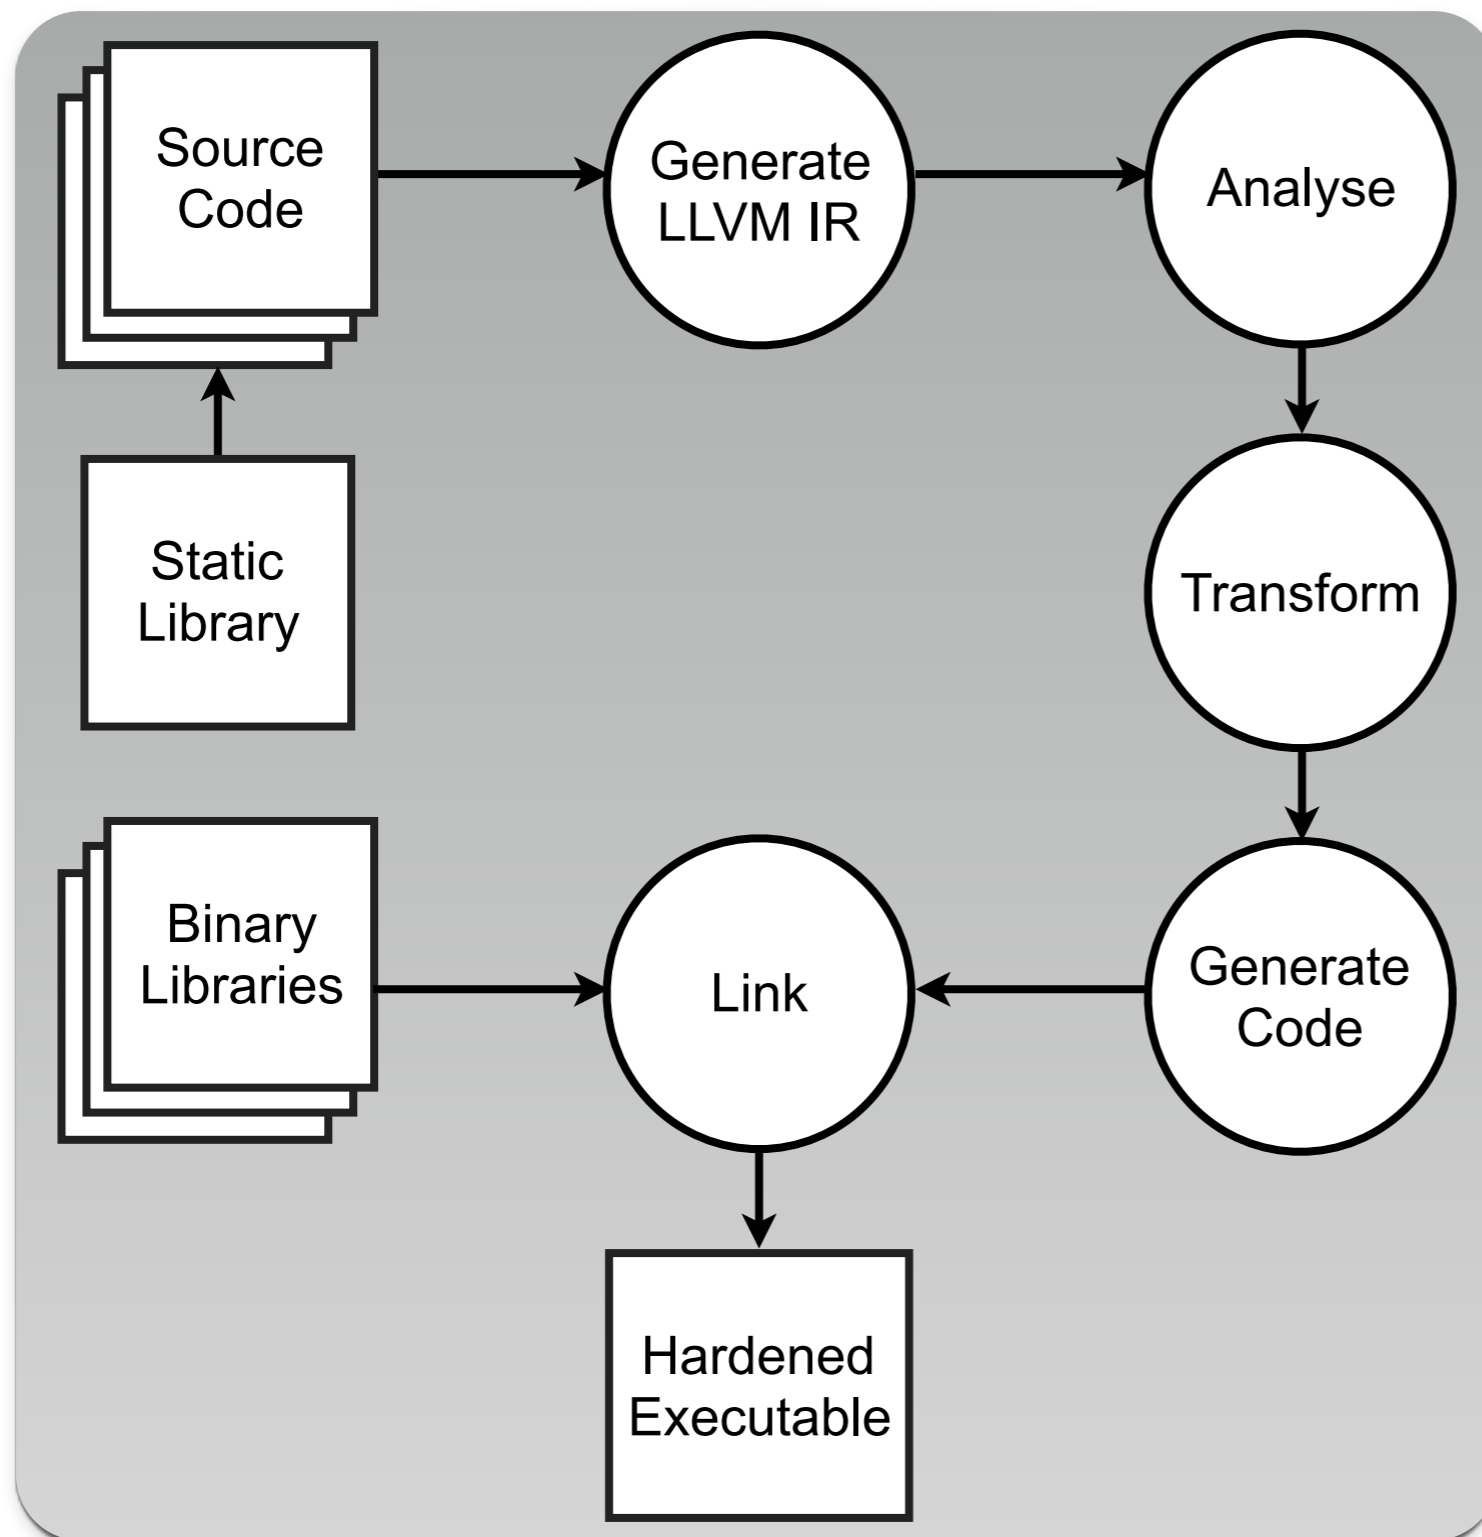 Source
Code
Generate
LLVM IR
Analyse
Static
Library
Transform
Binary
Libraries
Link
Generate
Code
Hardened
Executable